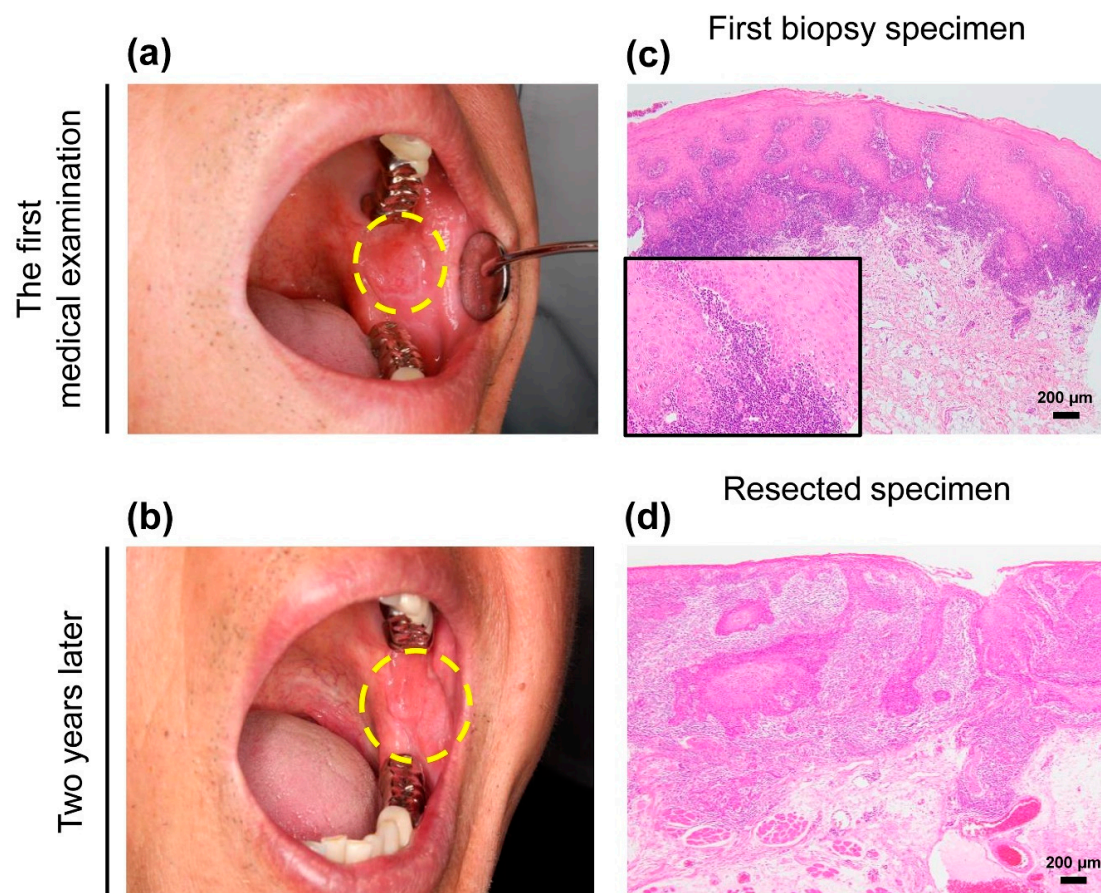 First biopsy specimen
(a)
(c)
The first
medical examination
200 μm
Resected specimen
(b)
(d)
Two years later
200 μm